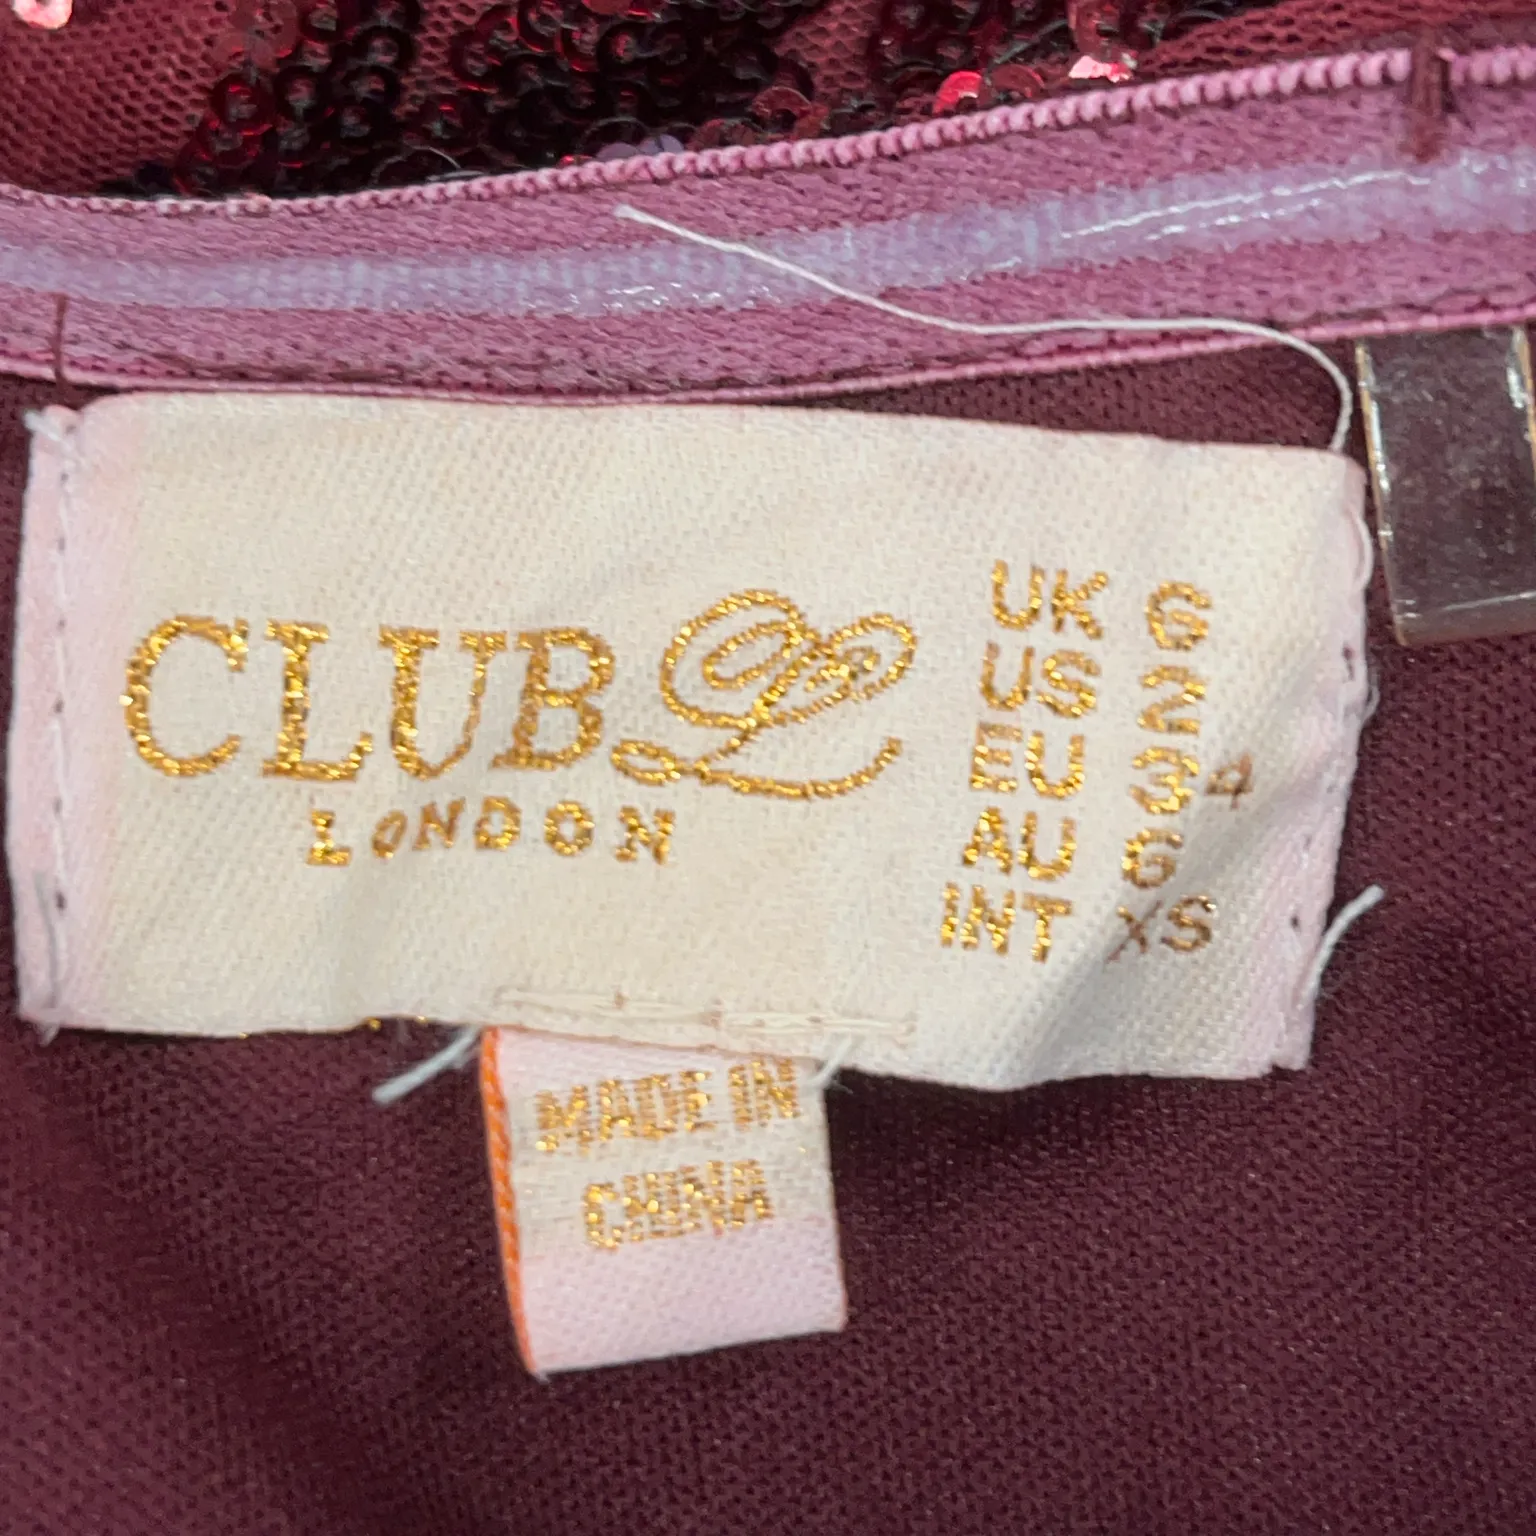 CLUB L
LONDON
UK 6
US 2
EU 34
AU 6
INT XS
MADE IN
CHINA